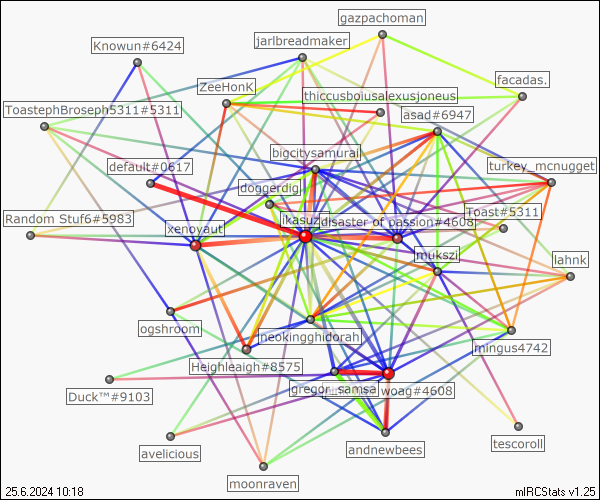 gazpachoman
Knowun#6424
jarlbreadmaker
ZeeHonK
thiccusboiusalexusjoneus
facadas.
ToastephBroseph5311#5311
asad#6947
bigcitysamurai
default#0617
turkey_mcnugget
doggerdig
Random Stuf6#5983
xenoyaut
ikasuz
disaster of passion#4608
Toast#5311
mukszi
lahnk
ogshroom
neokingghidorah
mingus4742
Heighleigh#8575
Duck™#9103
gregor_samsa
woag#4608
avelicious
andnewbees
tescoroll
moonraven
25.6.2024 10:18
mIRCStats v1.25